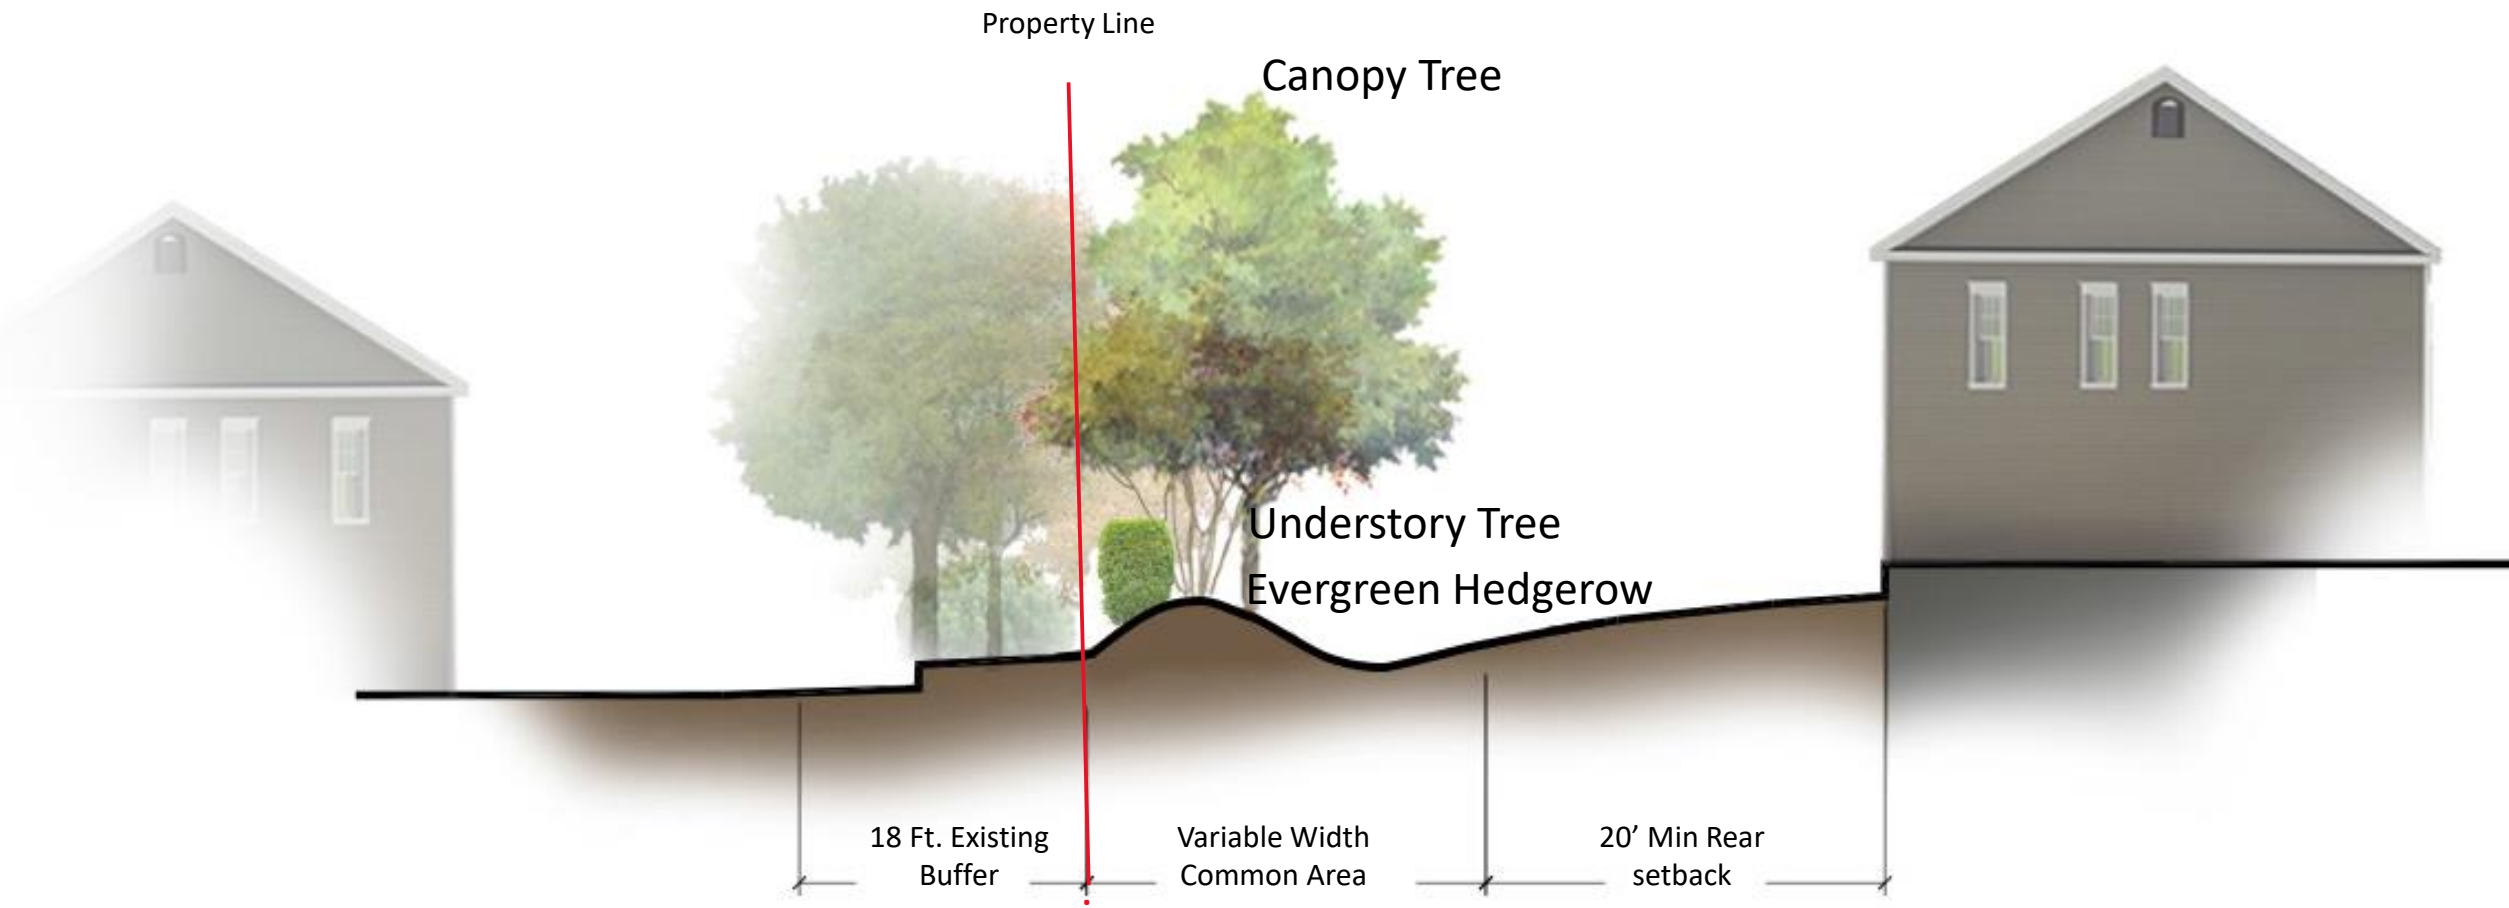 Property Line
Canopy Tree
Understory Tree
Evergreen Hedgerow
18 Ft. Existing
Buffer
Variable Width
Common Area
20’ Min Rear
setback